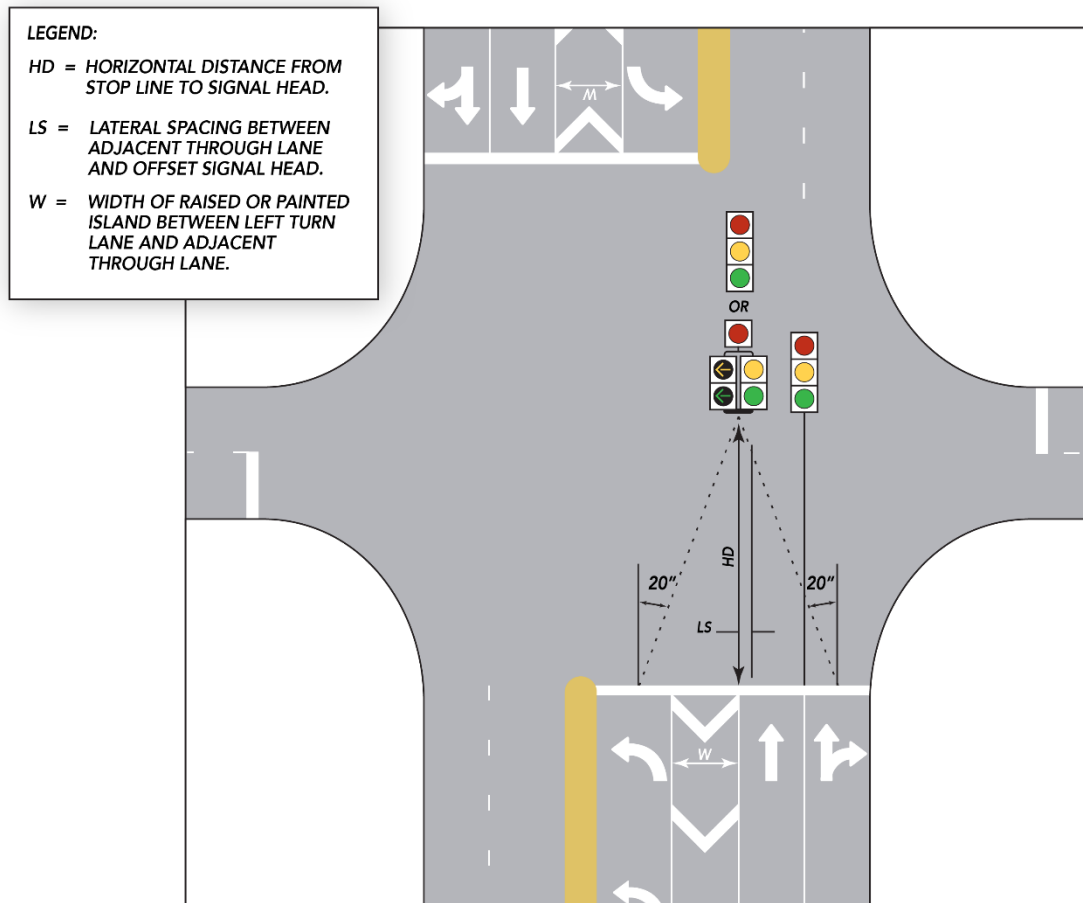 LEGEND:
HD = HORIZONTAL DISTANCE FROM
STOP LINE TO SIGNAL HEAD.
LS = LATERAL SPACING BETWEEN
ADJACENT THROUGH LANE
AND OFFSET SIGNAL HEAD.
W = WIDTH OF RAISED OR PAINTED
ISLAND BETWEEN LEFT TURN
LANE AND ADJACENT
THROUGH LANE.
W
OR
HD
20"
20"
LS
W